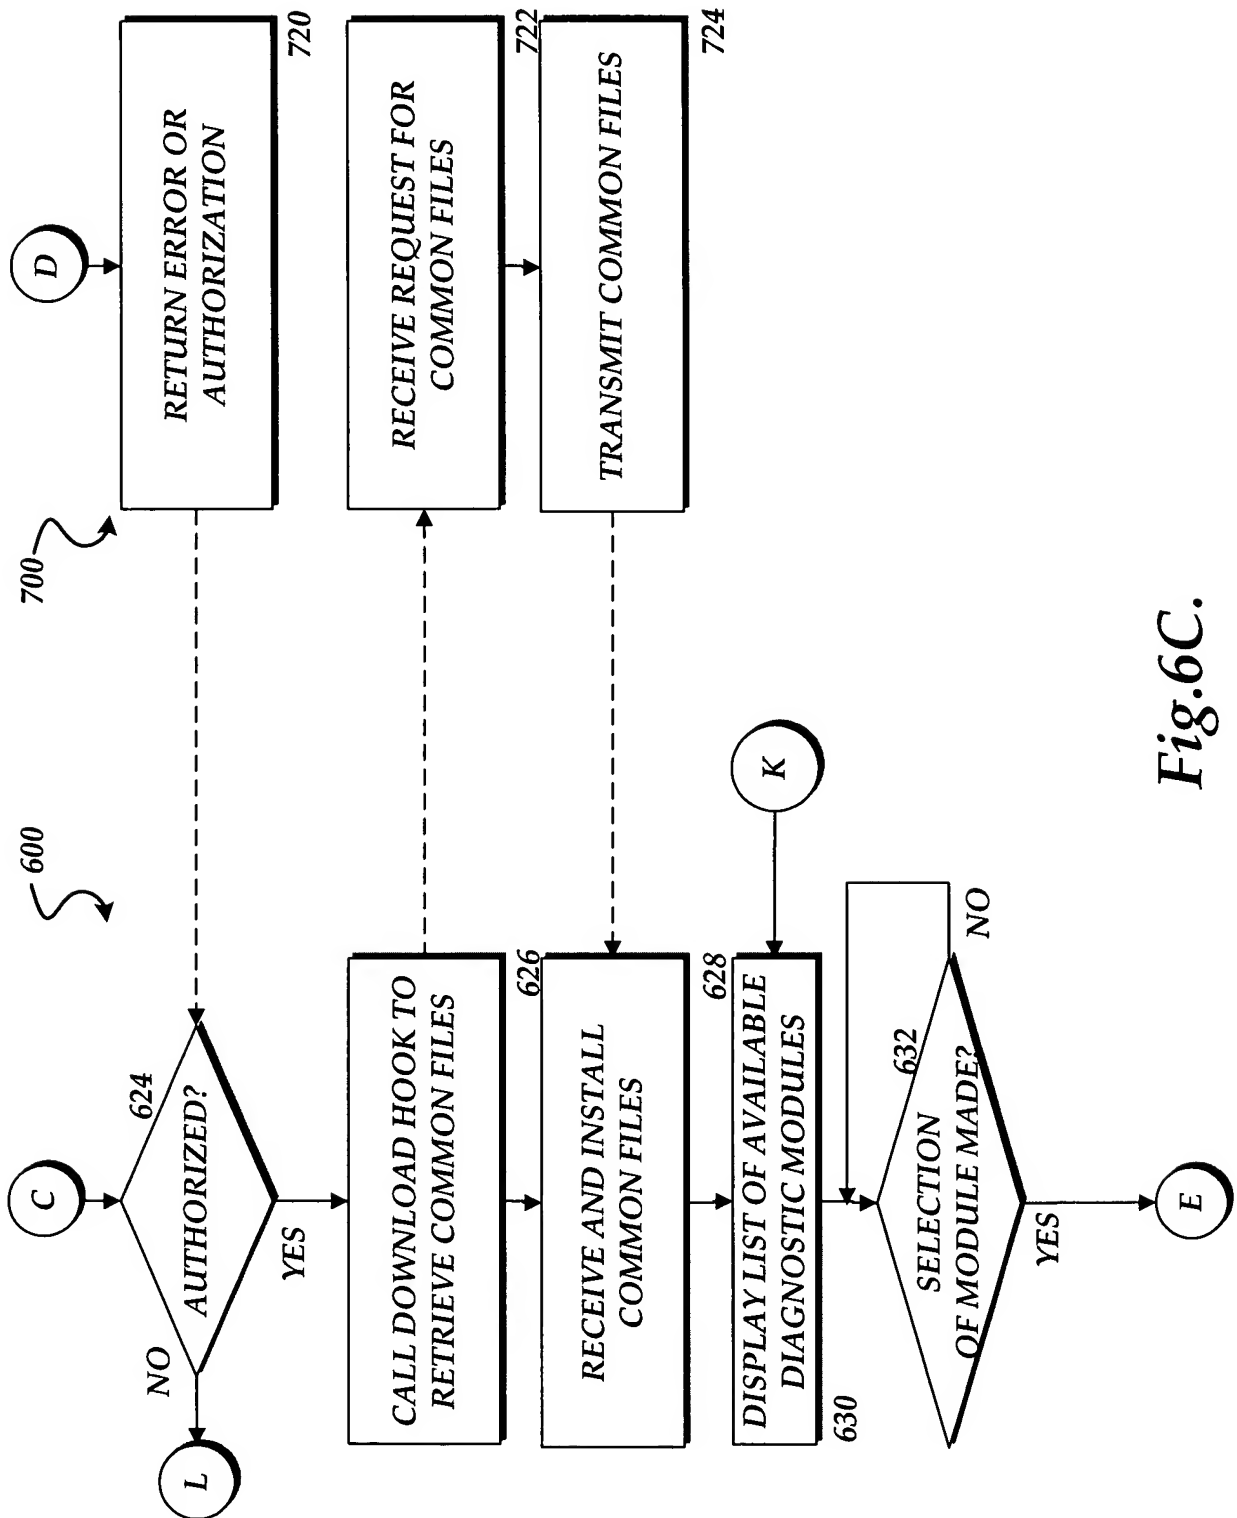 600
700
C
D
AUTHORIZED?
624
NO
L
YES
RETURN ERROR OR
AUTHORIZATION
720
CALL DOWNLOAD HOOK TO
RETRIEVE COMMON FILES
626
RECEIVE REQUEST FOR
COMMON FILES
722
RECEIVE AND INSTALL
COMMON FILES
628
TRANSMIT COMMON FILES
724
DISPLAY LIST OF AVAILABLE
DIAGNOSTIC MODULES
630
K
SELECTION
OF MODULE MADE?
632
NO
YES
E
Fig.6C.